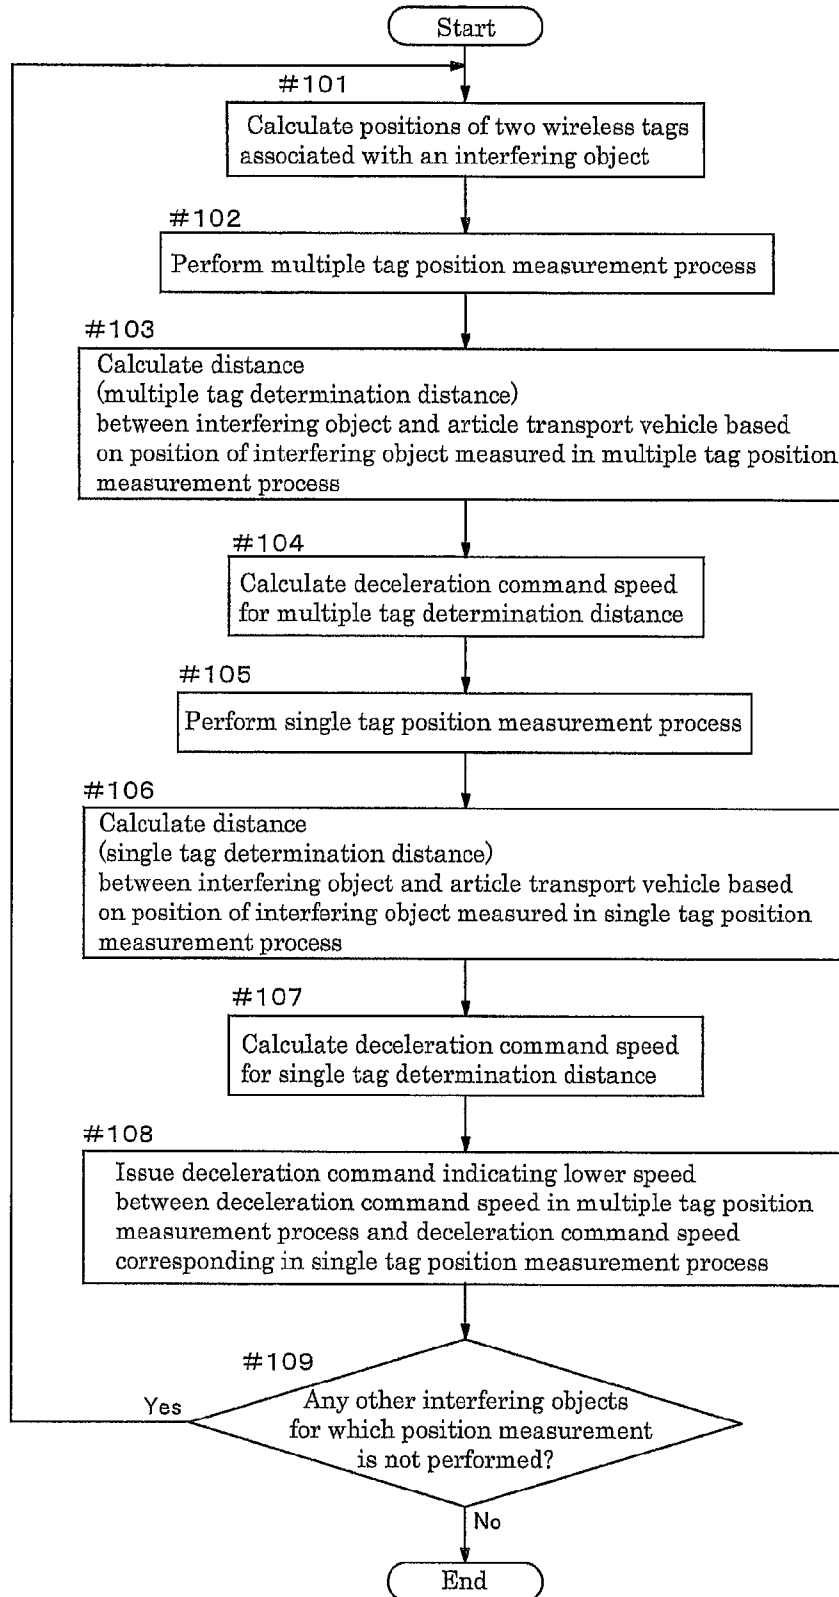 Start
#101
Calculate positions of two wireless tags
associated with an interfering object
#102
Perform multiple tag position measurement process
#103
Calculate distance
(multiple tag determination distance)
between interfering object and article transport vehicle based
on position of interfering object measured in multiple tag position
measurement process
#104
Calculate deceleration command speed
for multiple tag determination distance
#105
Perform single tag position measurement process
#106
Calculate distance
(single tag determination distance)
between interfering object and article transport vehicle based
on position of interfering object measured in single tag position
measurement process
#107
Calculate deceleration command speed
for single tag determination distance
#108
Issue deceleration command indicating lower speed
between deceleration command speed in multiple tag position
measurement process and deceleration command speed
corresponding in single tag position measurement process
#109
Yes
Any other interfering objects
for which position measurement
is not performed?
No
End